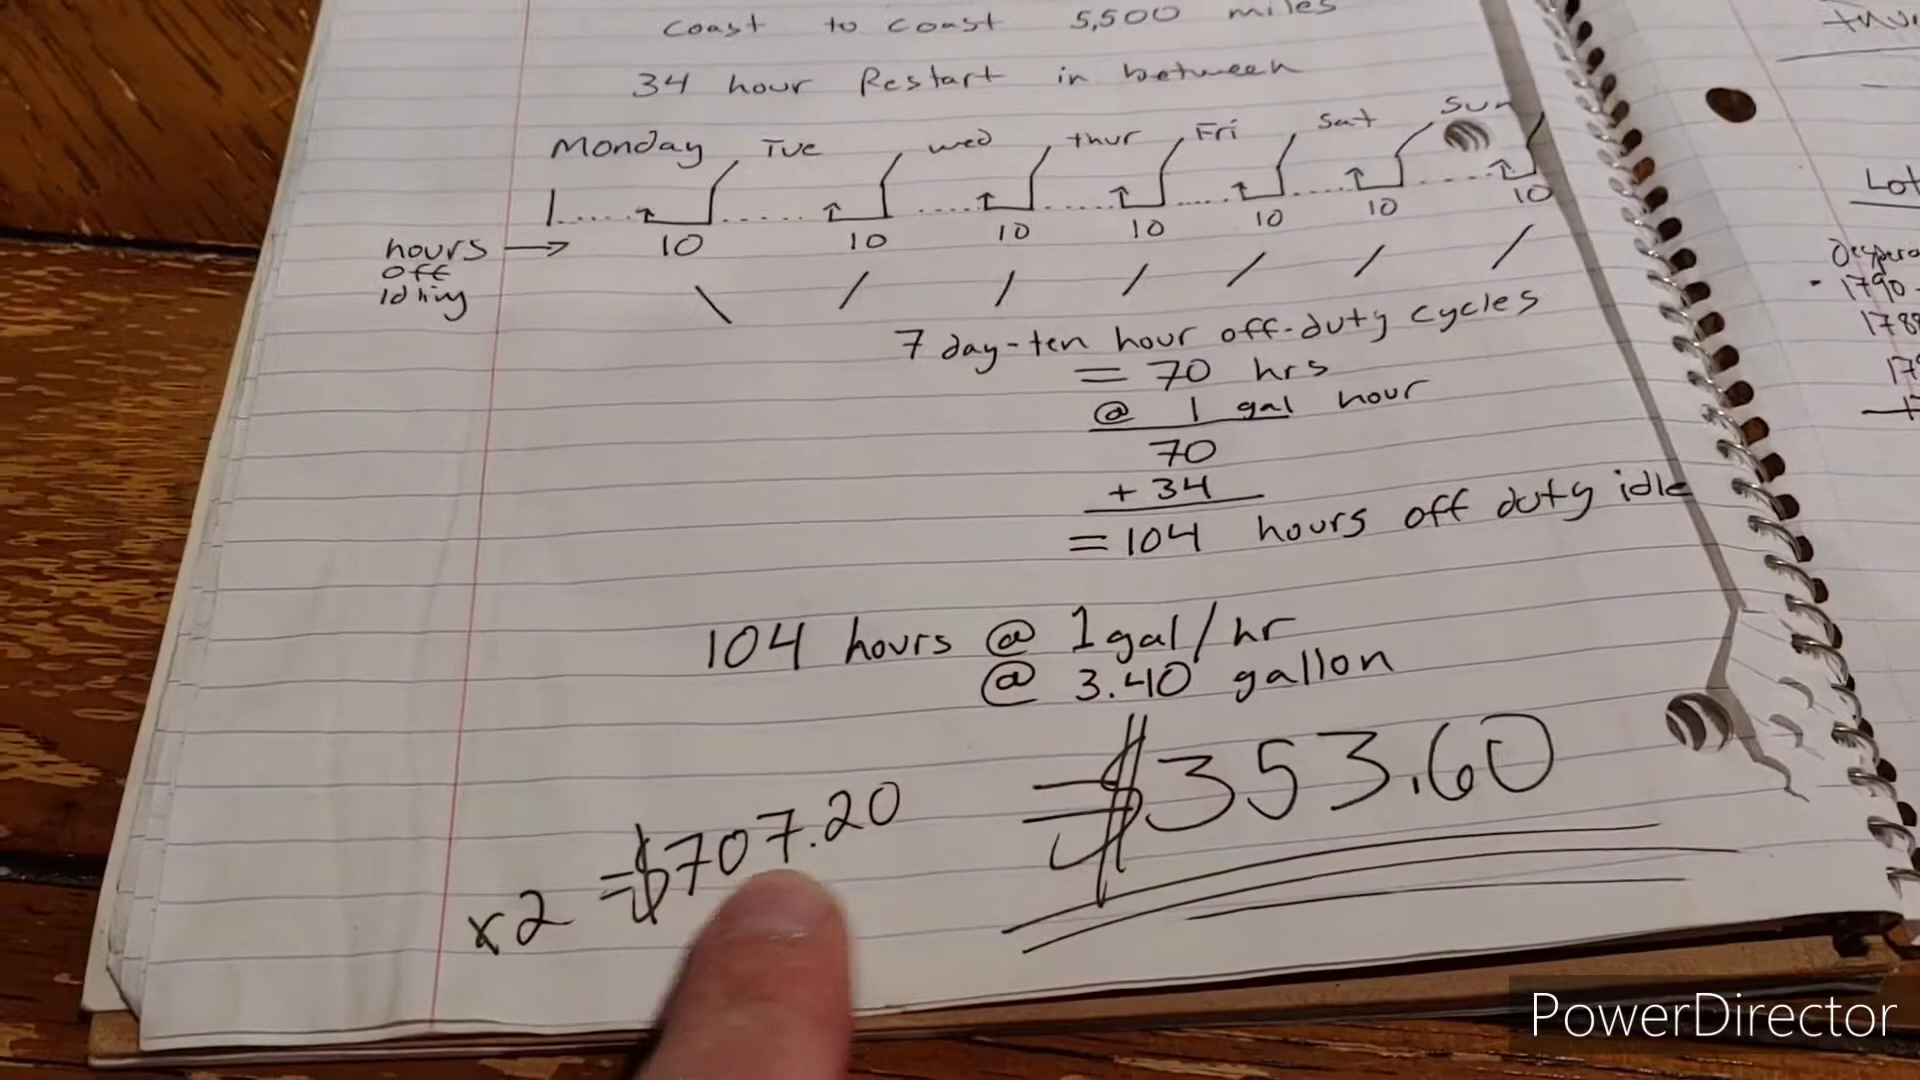 coast to coast 5,500 miles
34 hour Restart in between
Monday Tue wed thur Fri Sat Sun
10 10 10 10 10 10 10
hours
off
Idling
7 day-ten hour off-duty cycles
= 70 hrs
@ 1 gal hour
70
+ 34
= 104 hours off duty idle
104 hours @ 1 gal/hr
@ 3.40 gallon
=$353.60
x2 =$707.20
1790
PowerDirector